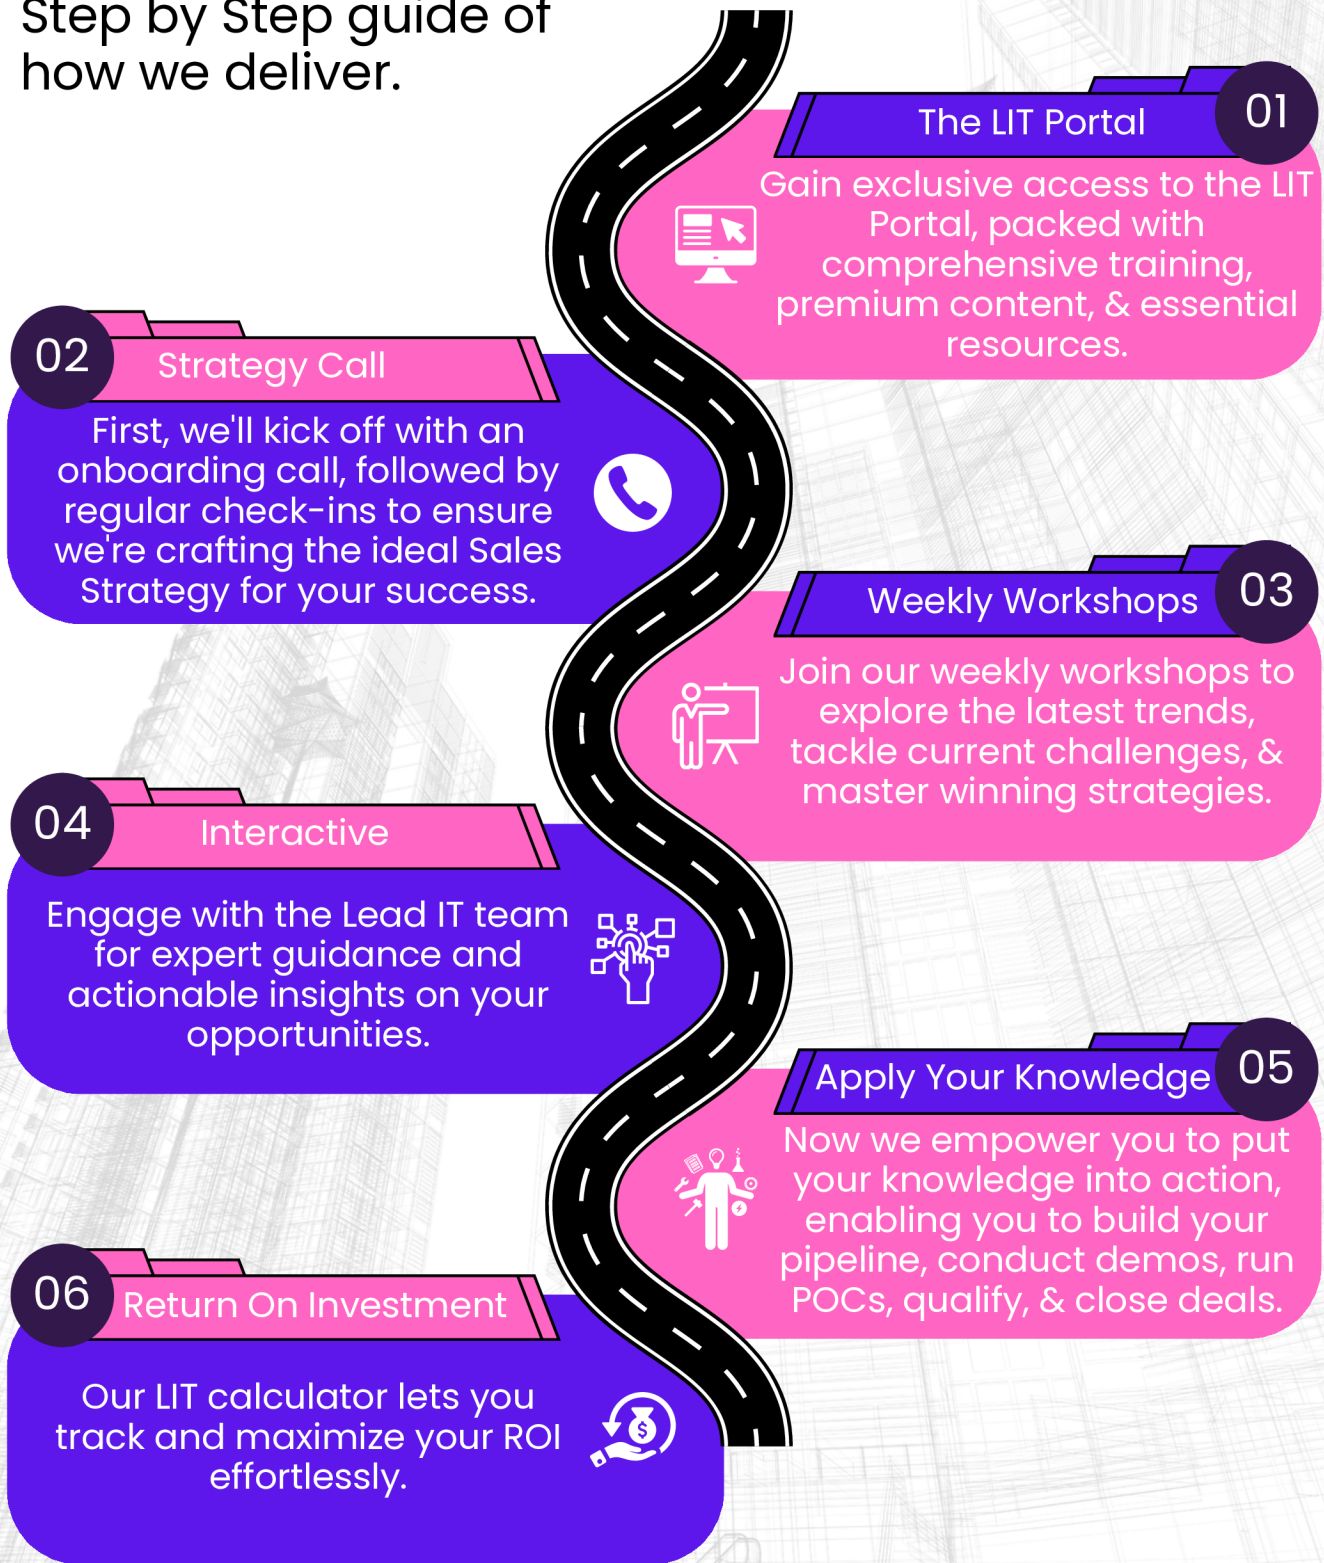 Step by Step guide of
how we deliver.
01
The LIT Portal
Gain exclusive access to the LIT
Portal, packed with
comprehensive training,
premium content, & essential
resources.
02
Strategy Call
First, we'll kick off with an
onboarding call, followed by
regular check-ins to ensure
we're crafting the ideal Sales
Strategy for your success.
03
Weekly Workshops
Join our weekly workshops to
explore the latest trends,
tackle current challenges, &
master winning strategies.
04
Interactive
Engage with the Lead IT team
for expert guidance and
actionable insights on your
opportunities.
05
Apply Your Knowledge
Now we empower you to put
your knowledge into action,
enabling you to build your
pipeline, conduct demos, run
POCs, qualify, & close deals.
06
Return On Investment
Our LIT calculator lets you
track and maximize your ROI
effortlessly.
$